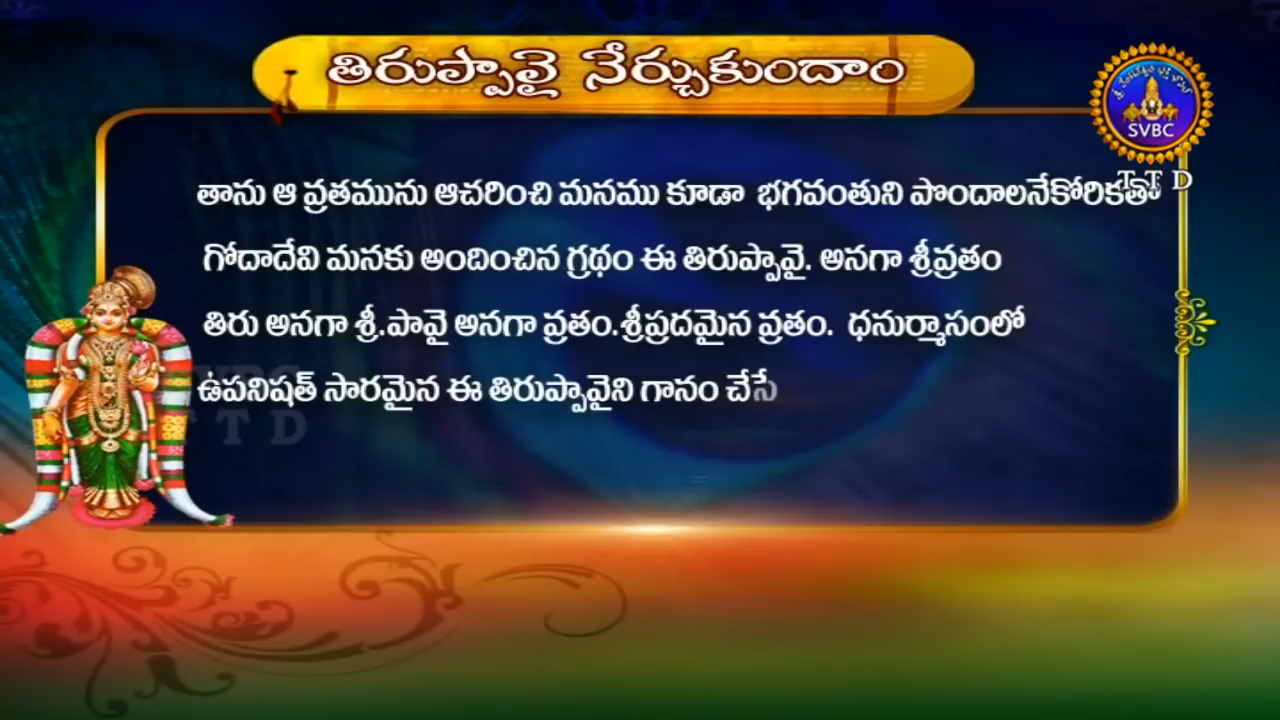 తిరుప్పావై నేర్చుకుందాం
SVBC
T T D
తాను ఆ వ్రతమును ఆచరించి మనము కూడా భగవంతుని పొందాలనేకోరికతో
గోదాదేవి మనకు అందించిన గ్రథం ఈ తిరుప్పావై. అనగా శ్రీవ్రతం
తిరు అనగా శ్రీ.పావై అనగా వ్రతం.శ్రీప్రదమైన వ్రతం. ధనుర్మాసంలో
ఉపనిషత్ సారమైన ఈ తిరుప్పావైని గానం చేసే
T T D